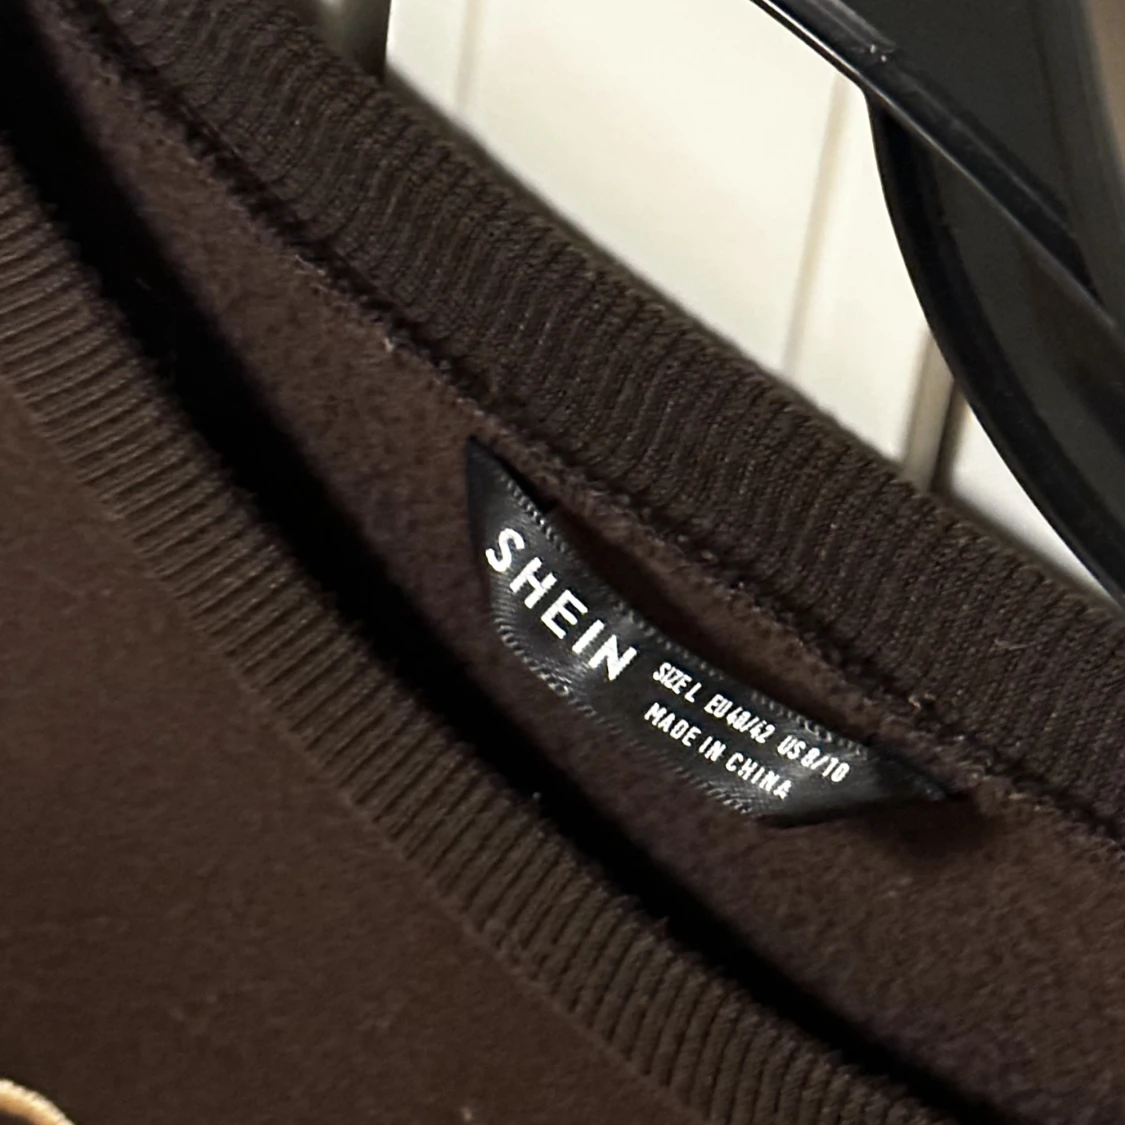 SHEIN
SIZE L EU40/42 US8/10
MADE IN CHINA